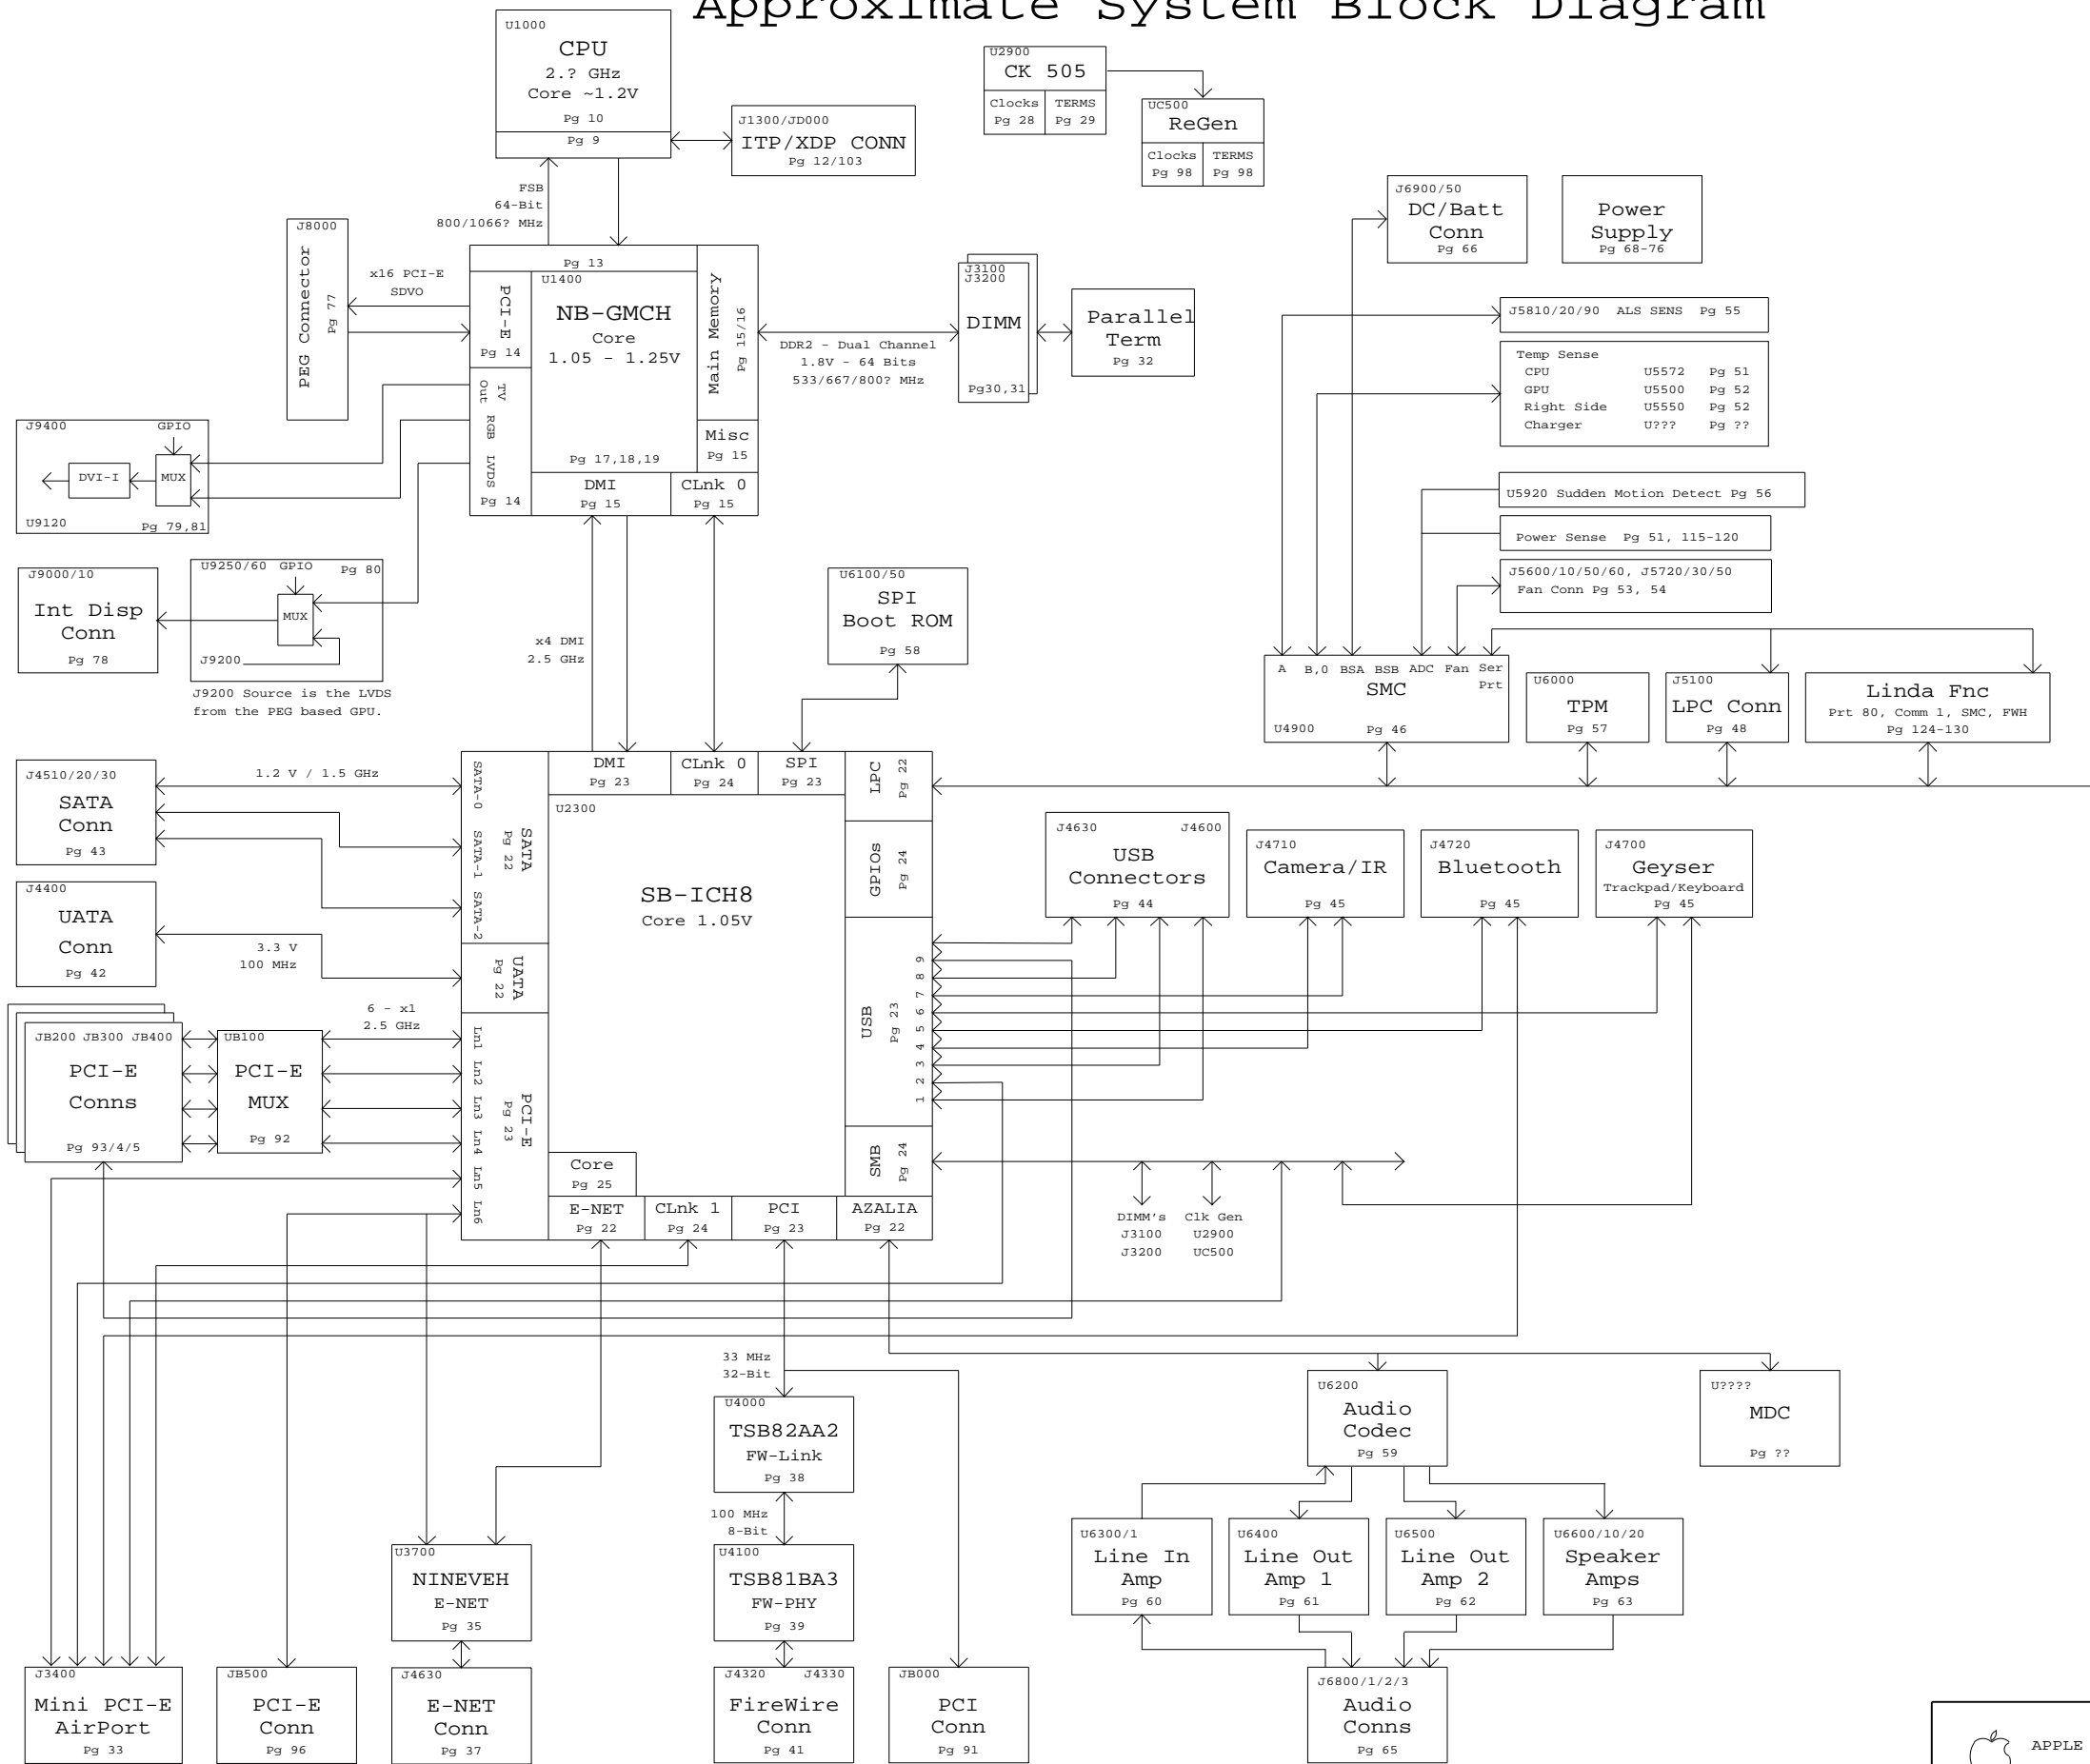 Approximate System Block Diagram
U1000
CPU
2.? GHz
Core ~1.2V
Pg 10
Pg 9
J1300/JD000
ITP/XDP CONN
Pg 12/103
U2900
CK 505
Clocks
Pg 28
TERMS
Pg 29
UC500
ReGen
Clocks
Pg 98
TERMS
Pg 98
FSB
64-Bit
800/1066? MHz
J6900/50
DC/Batt
Conn
Pg 66
Power
Supply
Pg 68-76
J8000
PEG Connector
Pg 77
x16 PCI-E
SDVO
Pg 13
U1400
NB-GMCH
Core
1.05 - 1.25V
Pg 17,18,19
PCI-E
Pg 14
TV
Out
RGB
LVDS
Pg 14
Main Memory
Pg 15/16
Misc
Pg 15
DMI
Pg 15
CLnk 0
Pg 15
DDR2 - Dual Channel
1.8V - 64 Bits
533/667/800? MHz
J3100
J3200
DIMM
Pg30,31
Parallel
Term
Pg 32
J5810/20/90 ALS SENS Pg 55
Temp Sense
CPU U5572 Pg 51
GPU U5500 Pg 52
Right Side U5550 Pg 52
Charger U??? Pg ??
U5920 Sudden Motion Detect Pg 56
Power Sense Pg 51, 115-120
J5600/10/50/60, J5720/30/50
Fan Conn Pg 53, 54
J9400
GPIO
DVI-I
MUX
U9120
Pg 79,81
J9000/10
Int Disp
Conn
Pg 78
U9250/60 GPIO Pg 80
MUX
J9200
J9200 Source is the LVDS
from the PEG based GPU.
x4 DMI
2.5 GHz
U6100/50
SPI
Boot ROM
Pg 58
A B,0 BSA BSB ADC Fan Ser
Prt
SMC
U4900
Pg 46
U6000
TPM
Pg 57
J5100
LPC Conn
Pg 48
Linda Fnc
Prt 80, Comm 1, SMC, FWH
Pg 124-130
J4510/20/30
SATA
Conn
Pg 43
1.2 V / 1.5 GHz
J4400
UATA
Conn
Pg 42
3.3 V
100 MHz
JB200 JB300 JB400
PCI-E
Conns
Pg 93/4/5
UB100
PCI-E
MUX
Pg 92
6 - x1
2.5 GHz
SATA-0
SATA-1
SATA-2
SATA
Pg 22
UATA
Pg 22
Ln1
Ln2
Ln3
Ln4
Ln5
Ln6
PCI-E
Pg 23
DMI
Pg 23
CLnk 0
Pg 24
SPI
Pg 23
LPC
Pg 22
U2300
SB-ICH8
Core 1.05V
GPIOs
Pg 24
USB
Pg 23
9
8
7
6
5
4
3
2
1
SMB
Pg 24
Core
Pg 25
E-NET
Pg 22
CLnk 1
Pg 24
PCI
Pg 23
AZALIA
Pg 22
J4630
J4600
USB
Connectors
Pg 44
J4710
Camera/IR
Pg 45
J4720
Bluetooth
Pg 45
J4700
Geyser
Trackpad/Keyboard
Pg 45
DIMM's
J3100
J3200
Clk Gen
U2900
UC500
33 MHz
32-Bit
U4000
TSB82AA2
FW-Link
Pg 38
100 MHz
8-Bit
U4100
TSB81BA3
FW-PHY
Pg 39
U3700
NINEVEH
E-NET
Pg 35
U6200
Audio
Codec
Pg 59
U????
MDC
Pg ??
U6300/1
Line In
Amp
Pg 60
U6400
Line Out
Amp 1
Pg 61
U6500
Line Out
Amp 2
Pg 62
U6600/10/20
Speaker
Amps
Pg 63
J3400
Mini PCI-E
AirPort
Pg 33
JB500
PCI-E
Conn
Pg 96
J4630
E-NET
Conn
Pg 37
J4320
J4330
FireWire
Conn
Pg 41
JB000
PCI
Conn
Pg 91
J6800/1/2/3
Audio
Conns
Pg 65
APPLE